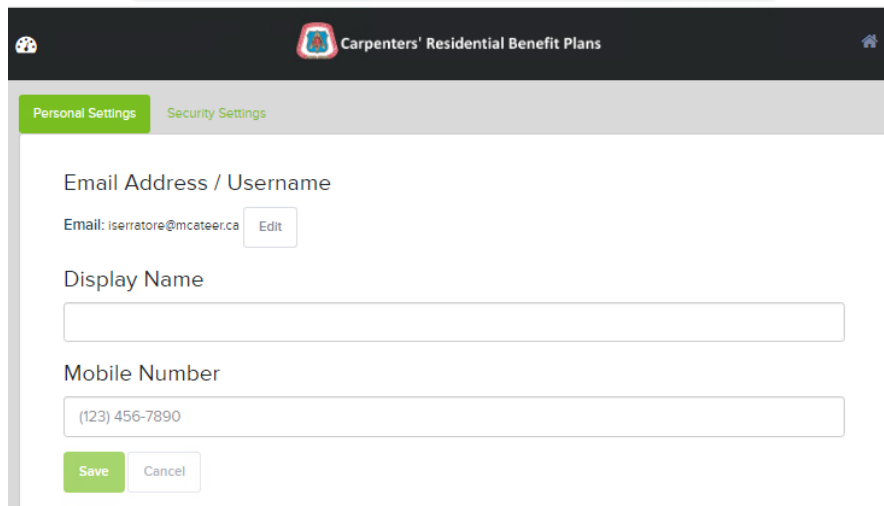 Carpenters' Residential Benefit Plans
Personal Settings Security Settings
Email Address / Username
Email: iserratore@mcateer.ca Edit
Display Name
Mobile Number
(123) 456-7890
Save Cancel